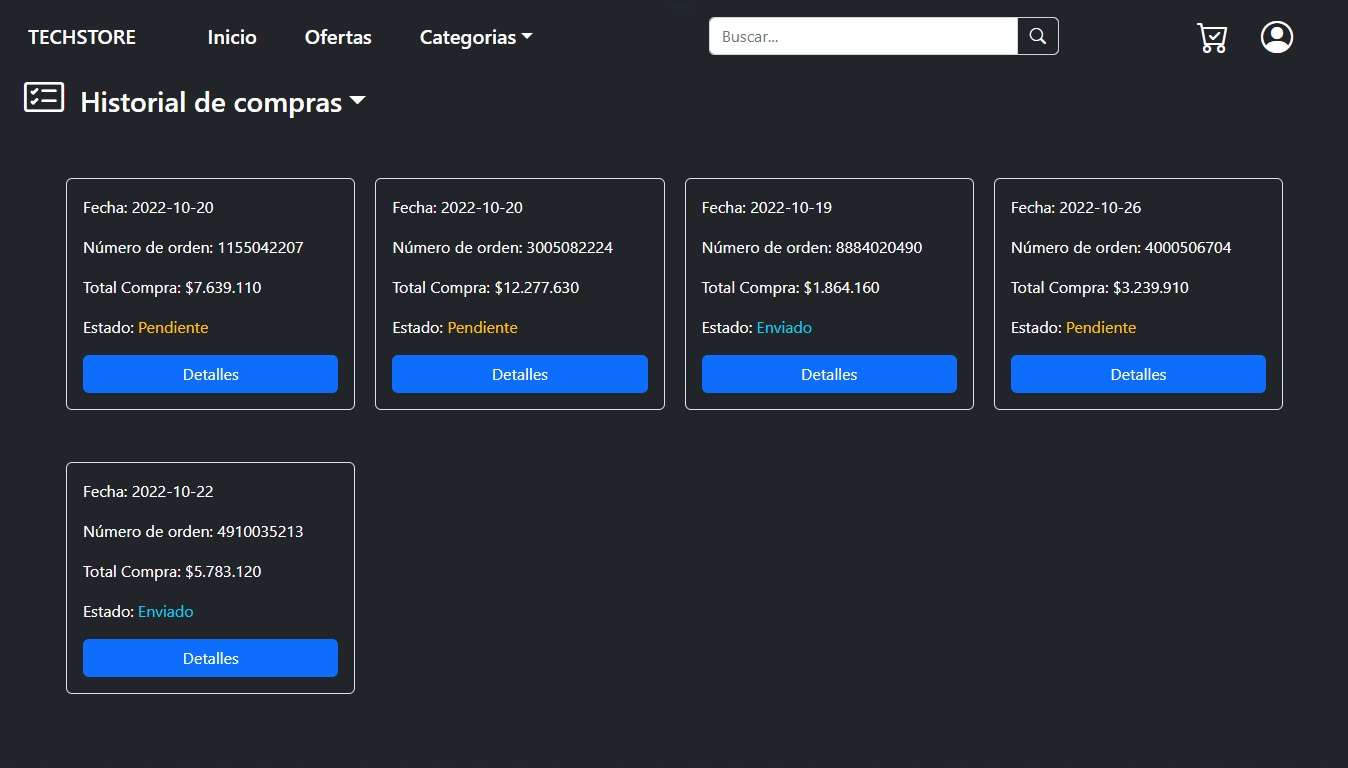 TECHSTORE Inicio Ofertas Categorias Buscar...
Historial de compras
Fecha: 2022-10-20
Número de orden: 1155042207
Total Compra: $7.639.110
Estado: Pendiente
Detalles
Fecha: 2022-10-20
Número de orden: 3005082224
Total Compra: $12.277.630
Estado: Pendiente
Detalles
Fecha: 2022-10-19
Número de orden: 8884020490
Total Compra: $1.864.160
Estado: Enviado
Detalles
Fecha: 2022-10-26
Número de orden: 4000506704
Total Compra: $3.239.910
Estado: Pendiente
Detalles
Fecha: 2022-10-22
Número de orden: 4910035213
Total Compra: $5.783.120
Estado: Enviado
Detalles